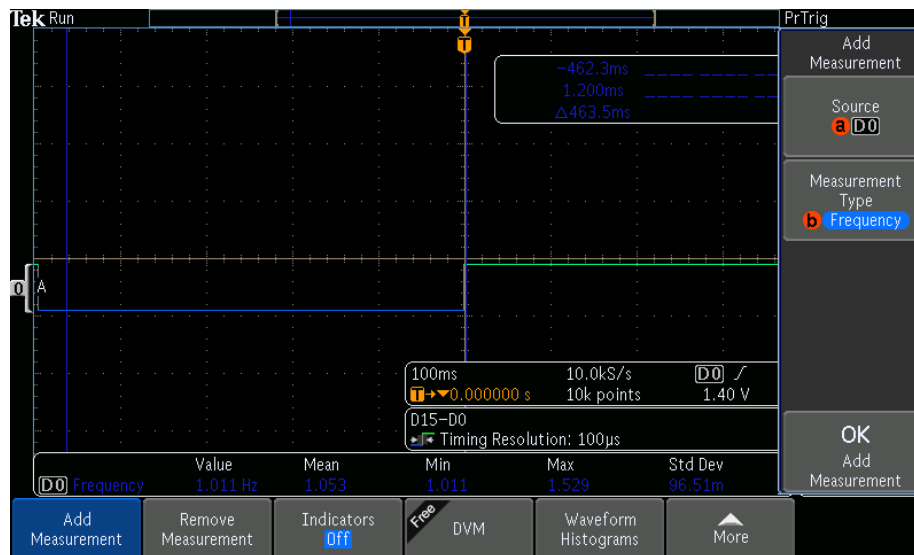 Tek Run
PrTrig
T
T
Add
Measurement
-462.3ms
1.200ms
Δ463.5ms
Source
a D0
Measurement
Type
b Frequency
0 A
100ms 10.0kS/s D0
T→▼0.000000 s 10k points 1.40 V
D15-D0
Timing Resolution: 100µs
OK
Add
Measurement
Value Mean Min Max Std Dev
D0 Frequency 1.011 Hz 1.053 1.011 1.529 96.51m
Add
Measurement
Remove
Measurement
Indicators
Off
Free
DVM
Waveform
Histograms
More